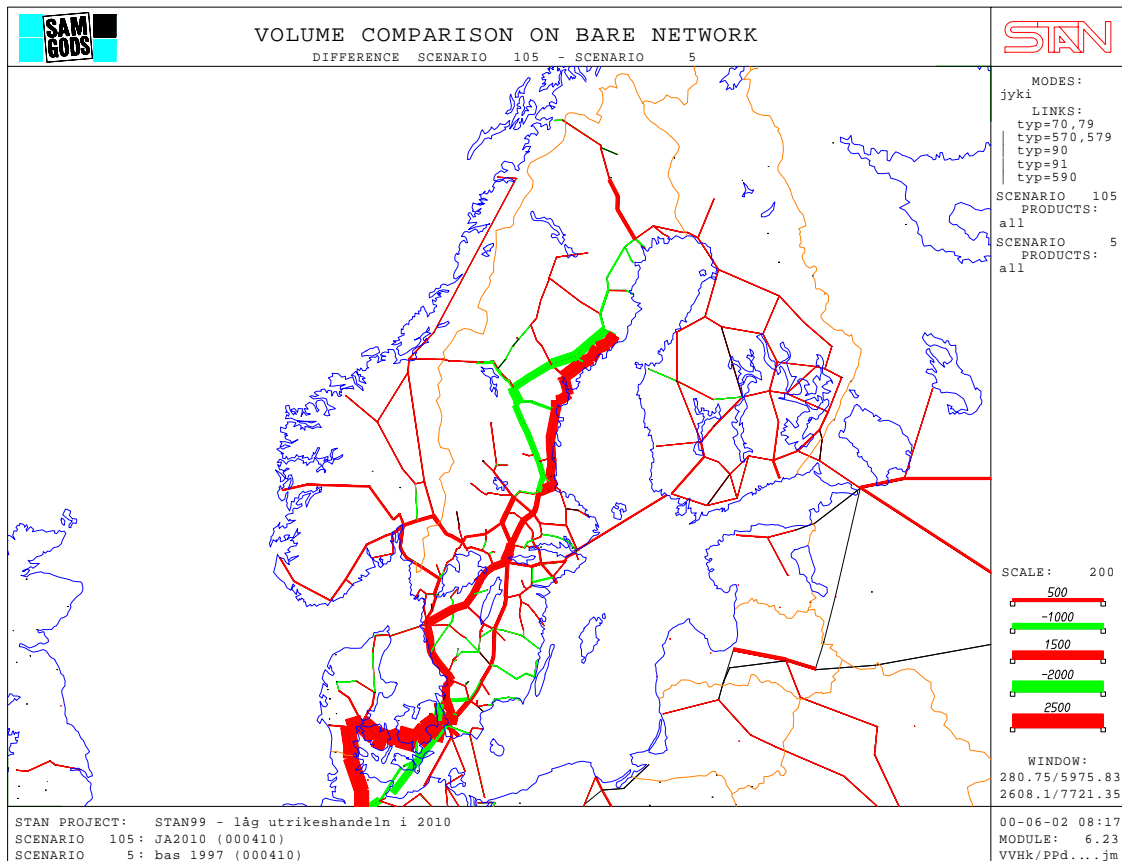 SAM
GODS
VOLUME COMPARISON ON BARE NETWORK
DIFFERENCE SCENARIO 105 - SCENARIO 5
STAN
MODES:
jyki
LINKS:
typ=70,79
| typ=570,579
| typ=90
| typ=91
| typ=590
SCENARIO 105
PRODUCTS:
all
SCENARIO 5
PRODUCTS:
all
SCALE: 200
500
-1000
1500
-2000
2500
WINDOW:
280.75/5975.83
2608.1/7721.35
STAN PROJECT: STAN99 - låg utrikeshandeln i 2010
SCENARIO 105: JA2010 (000410)
SCENARIO 5: bas 1997 (000410)
00-06-02 08:17
MODULE: 6.23
VVHk/PPd....jm